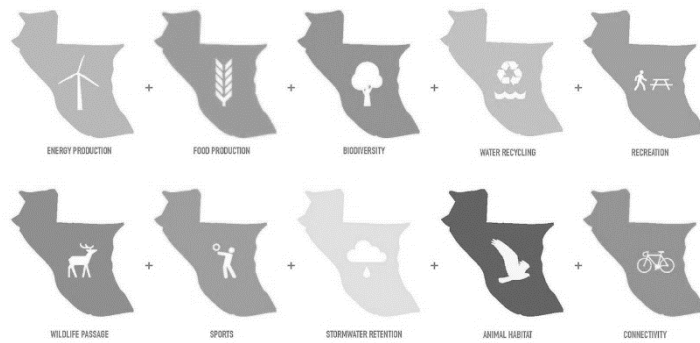 ENERGY PRODUCTION
+
FOOD PRODUCTION
+
BIODIVERSITY
+
WATER RECYCLING
+
RECREATION
WILDLIFE PASSAGE
+
SPORTS
+
STORMWATER RETENTION
+
ANIMAL HABITAT
+
CONNECTIVITY